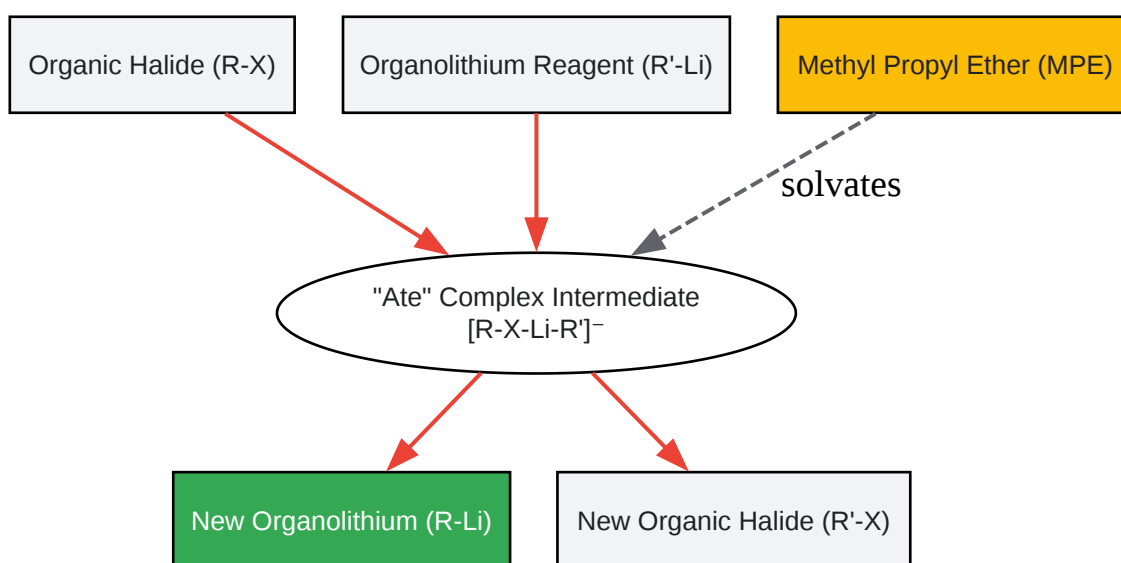 Organic Halide (R-X)
Organolithium Reagent (R'-Li)
Methyl Propyl Ether (MPE)
solvates
"Ate" Complex Intermediate
[R-X-Li-R']⁻
New Organolithium (R-Li)
New Organic Halide (R'-X)